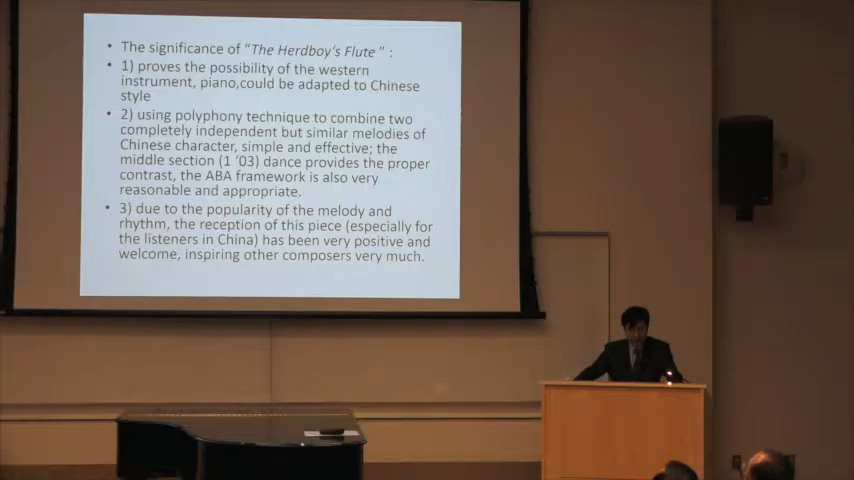 • The significance of "The Herdboy's Flute " :
• 1) proves the possibility of the western
instrument, piano,could be adapted to Chinese
style
• 2) using polyphony technique to combine two
completely independent but similar melodies of
Chinese character, simple and effective; the
middle section (1 '03) dance provides the proper
contrast, the ABA framework is also very
reasonable and appropriate.
• 3) due to the popularity of the melody and
rhythm, the reception of this piece (especially for
the listeners in China) has been very positive and
welcome, inspiring other composers very much.